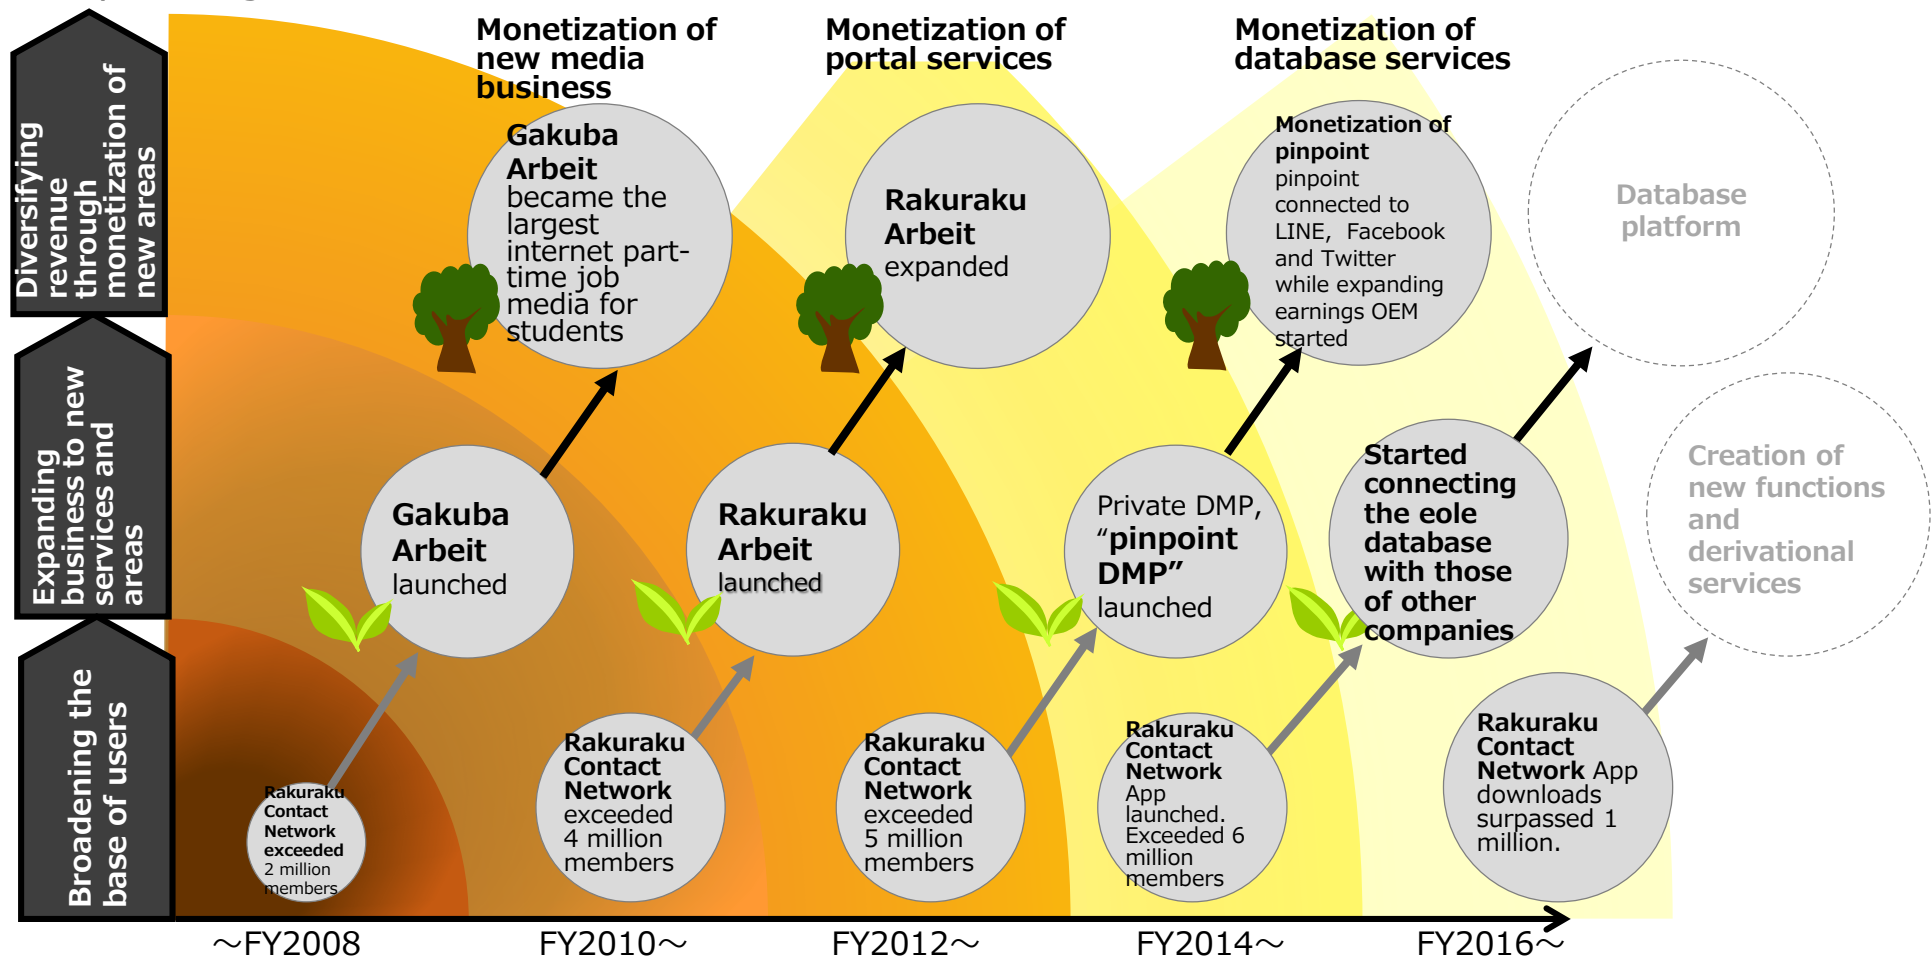 Monetization of
new media
business
Monetization of
portal services
Monetization of
database services
Diversifying
revenue
through
monetization of
new areas
Gakuba
Arbeit
became the
largest
internet part-
time job
media for
students
Rakuraku
Arbeit
expanded
Monetization of
pinpoint
pinpoint
connected to
LINE, Facebook
and Twitter
while expanding
earnings OEM
started
Database
platform
Expanding
business to new
services and
areas
Gakuba
Arbeit
launched
Rakuraku
Arbeit
launched
Private DMP,
“pinpoint
DMP”
launched
Started
connecting
the eole
database
with those
of other
companies
Creation of
new functions
and
derivational
services
Broadening the
base of users
Rakuraku
Contact
Network
exceeded
2 million
members
Rakuraku
Contact
Network
exceeded
4 million
members
Rakuraku
Contact
Network
exceeded
5 million
members
Rakuraku
Contact
Network
App
launched.
Exceeded 6
million
members
Rakuraku
Contact
Network App
downloads
surpassed 1
million.
～FY2008
FY2010～
FY2012～
FY2014～
FY2016～